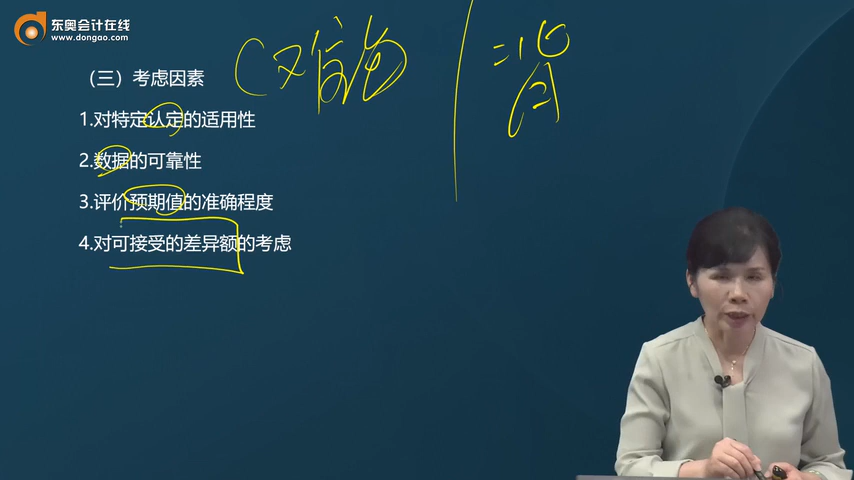 东奥会计在线
www.dongao.com
（三）考虑因素
1.对特定认定的适用性
2.数据的可靠性
3.评价预期值的准确程度
4.对可接受的差异额的考虑